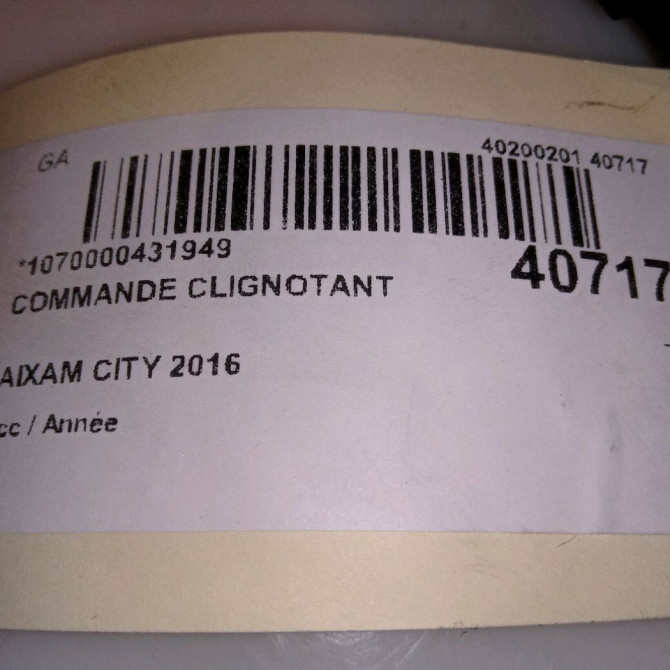 GA
40200201 40717
*1070000431949
40717
COMMANDE CLIGNOTANT
AIXAM CITY 2016
cc / Année